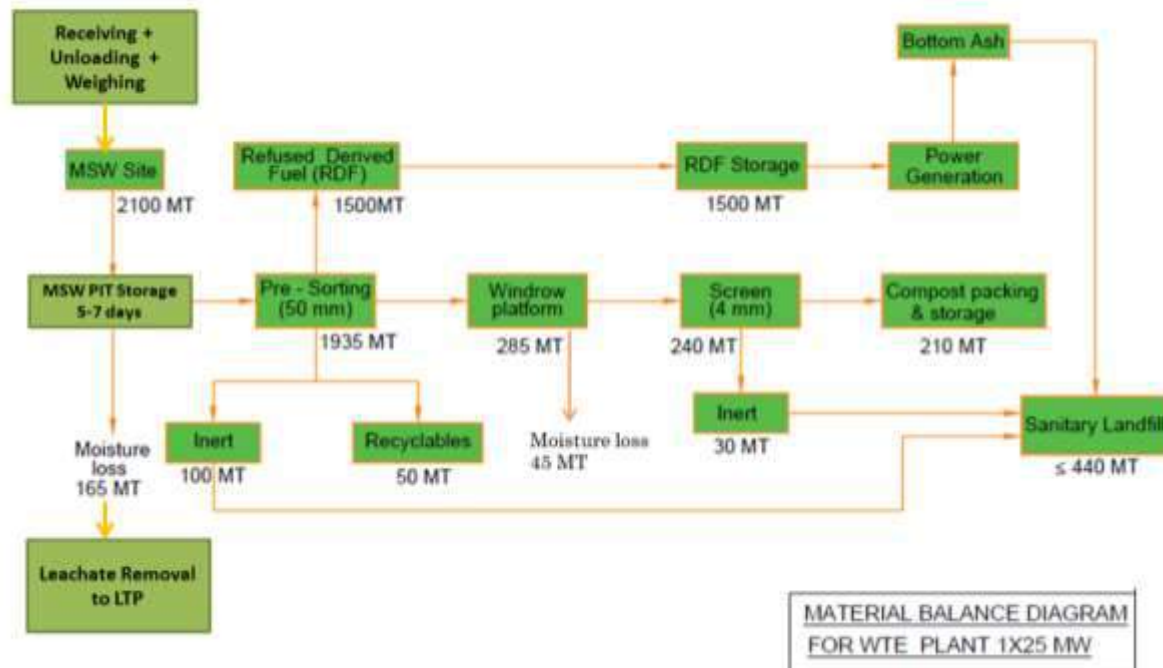 Receiving +
Unloading +
Weighing
MSW Site
2100 MT
MSW PIT Storage
5-7 days
Moisture
loss
165 MT
Leachate Removal
to LTP
Refused Derived
Fuel (RDF)
1500MT
RDF Storage
1500 MT
Power
Generation
Bottom Ash
Pre - Sorting
(50 mm)
1935 MT
Windrow
platform
285 MT
Screen
(4 mm)
240 MT
Compost packing
& storage
210 MT
Inert
100 MT
Recyclables
50 MT
Moisture loss
45 MT
Inert
30 MT
Sanitary Landfill
≤ 440 MT
MATERIAL BALANCE DIAGRAM
FOR WTE PLANT 1X25 MW